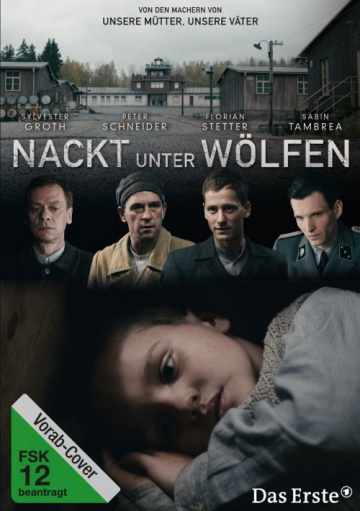 VON DEN MACHERN VON
UNSERE MÜTTER, UNSERE VÄTER
SYLVESTER GROTH
PETER SCHNEIDER
FLORIAN STETTER
SABIN TAMBREA
NACKT UNTER WÖLFEN
Vorab-Cover
FSK
12
beantragt
Das Erste